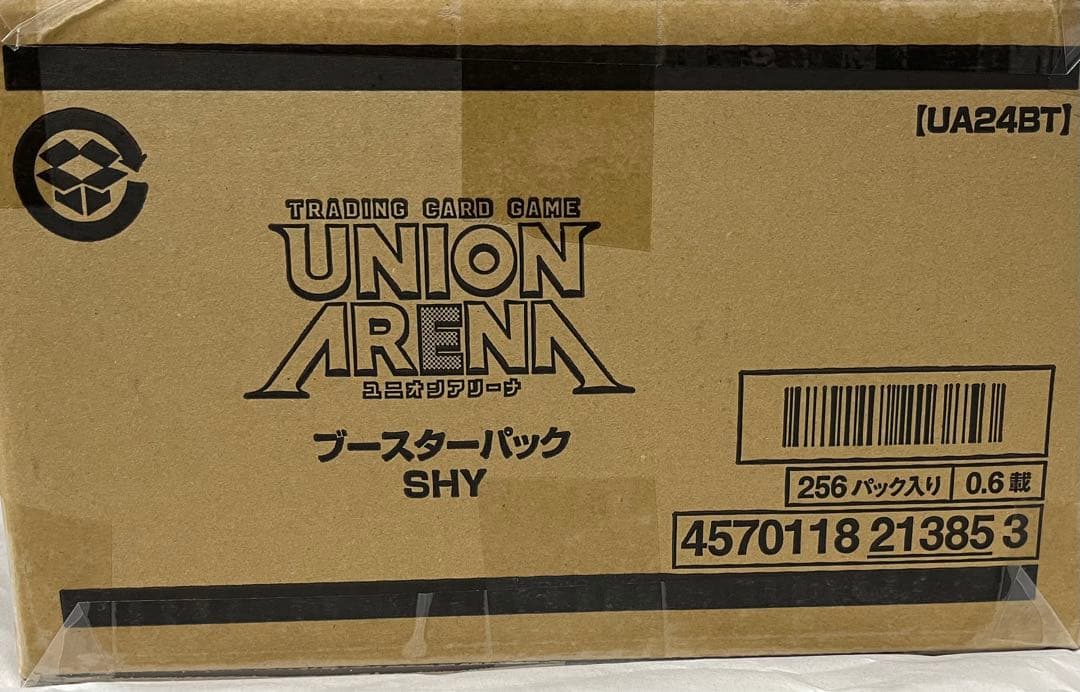 【UA24BT】
TRADING CARD GAME
UNION
ARENA
ユニオンアリーナ
ブースターパック
SHY
256パック入り 0.6載
4570118 21385 3